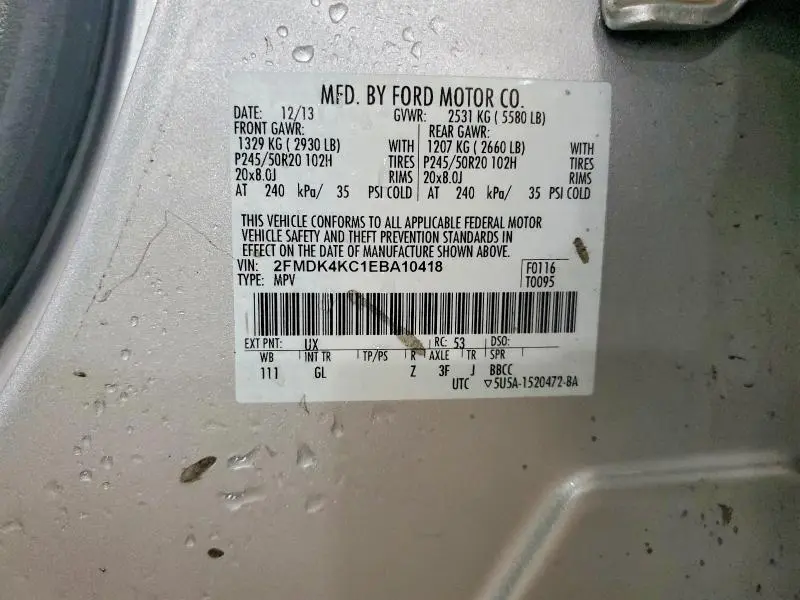 MFD. BY FORD MOTOR CO.
DATE: 12/13 GVWR: 2531 KG ( 5580 LB)
FRONT GAWR: REAR GAWR:
1329 KG ( 2930 LB) WITH 1207 KG ( 2660 LB) WITH
P245/50R20 102H TIRES P245/50R20 102H TIRES
20x8.0J RIMS 20x8.0J RIMS
AT 240 kPa/ 35 PSI COLD AT 240 kPa/ 35 PSI COLD
THIS VEHICLE CONFORMS TO ALL APPLICABLE FEDERAL MOTOR
VEHICLE SAFETY AND THEFT PREVENTION STANDARDS IN
EFFECT ON THE DATE OF MANUFACTURE SHOWN ABOVE.
VIN: 2FMDK4KC1EBA10418 F0116
TYPE: MPV T0095
EXT PNT: UX RC: 53 DSO:
WB INT TR TP/PS R AXLE TR SPR
111 GL Z 3F J BBCC
UTC ▽5U5A-1520472-BA